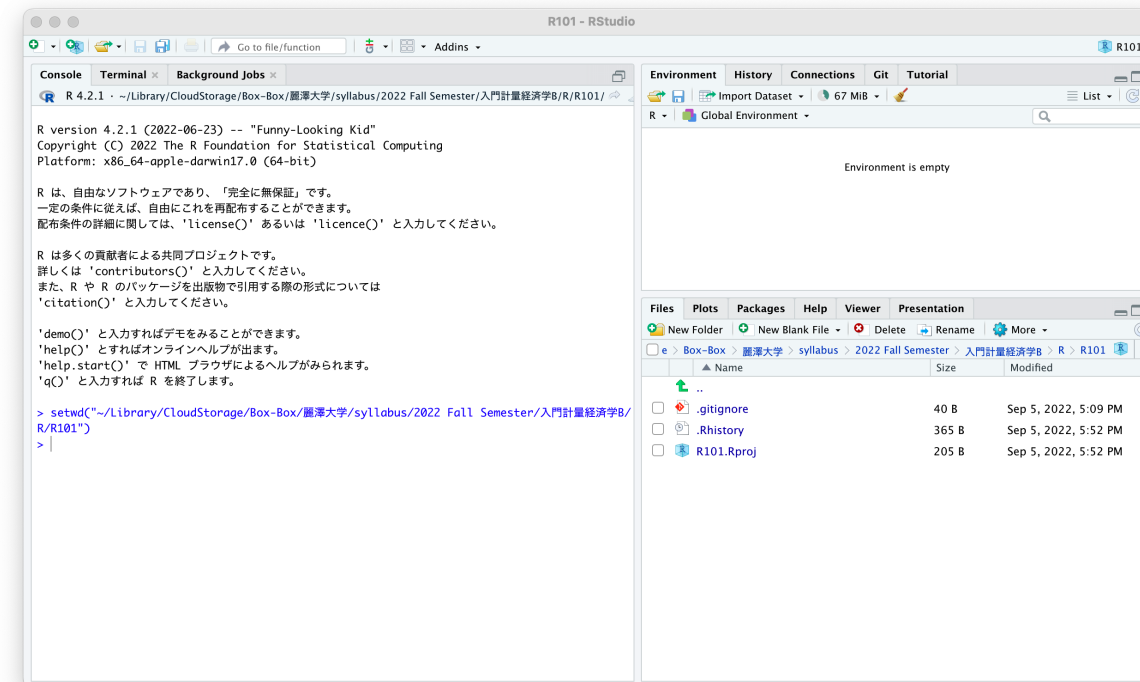 R101 - RStudio
Go to file/function
Addins
R101
Console Terminal Background Jobs
R 4.2.1 · ~/Library/CloudStorage/Box-Box/麗澤大学/syllabus/2022 Fall Semester/入門計量経済学B/R/R101/
R version 4.2.1 (2022-06-23) -- "Funny-Looking Kid"
Copyright (C) 2022 The R Foundation for Statistical Computing
Platform: x86_64-apple-darwin17.0 (64-bit)
R は、自由なソフトウェアであり、「完全に無保証」です。
一定の条件に従えば、自由にこれを再配布することができます。
配布条件の詳細に関しては、'license()' あるいは 'licence()' と入力してください。
R は多くの貢献者による共同プロジェクトです。
詳しくは 'contributors()' と入力してください。
また、R や R のパッケージを出版物で引用する際の形式については
'citation()' と入力してください。
'demo()' と入力すればデモをみることができます。
'help()' とすればオンラインヘルプが出ます。
'help.start()' で HTML ブラウザによるヘルプがみられます。
'q()' と入力すれば R を終了します。
> setwd("~/Library/CloudStorage/Box-Box/麗澤大学/syllabus/2022 Fall Semester/入門計量経済学B/
R/R101")
>
Environment History Connections Git Tutorial
Import Dataset 67 MiB List
R Global Environment
Environment is empty
Files Plots Packages Help Viewer Presentation
New Folder New Blank File Delete Rename More
e > Box-Box > 麗澤大学 > syllabus > 2022 Fall Semester > 入門計量経済学B > R > R101
Name Size Modified
..
.gitignore 40 B Sep 5, 2022, 5:09 PM
.Rhistory 365 B Sep 5, 2022, 5:52 PM
R101.Rproj 205 B Sep 5, 2022, 5:52 PM